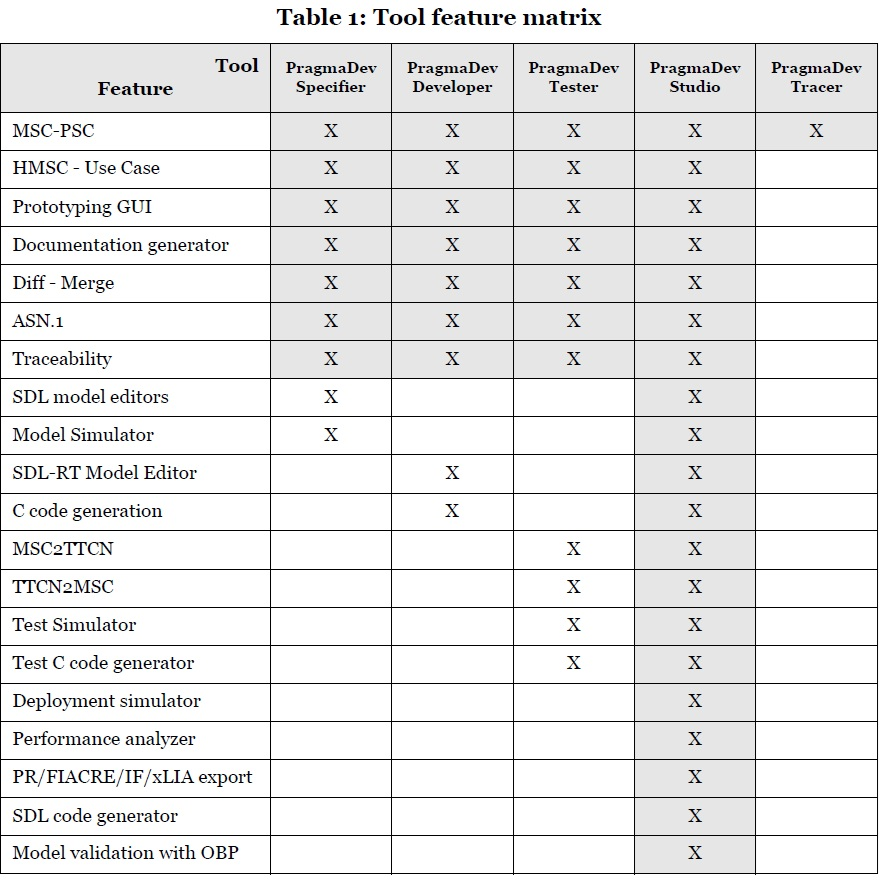 Table 1: Tool feature matrix
Tool
Feature
PragmaDev Specifier
PragmaDev Developer
PragmaDev Tester
PragmaDev Studio
PragmaDev Tracer
MSC-PSC X X X X X
HMSC - Use Case X X X X
Prototyping GUI X X X X
Documentation generator X X X X
Diff - Merge X X X X
ASN.1 X X X X
Traceability X X X X
SDL model editors X X
Model Simulator X X
SDL-RT Model Editor X X
C code generation X X
MSC2TTCN X X
TTCN2MSC X X
Test Simulator X X
Test C code generator X X
Deployment simulator X
Performance analyzer X
PR/FIACRE/IF/xLIA export X
SDL code generator X
Model validation with OBP X